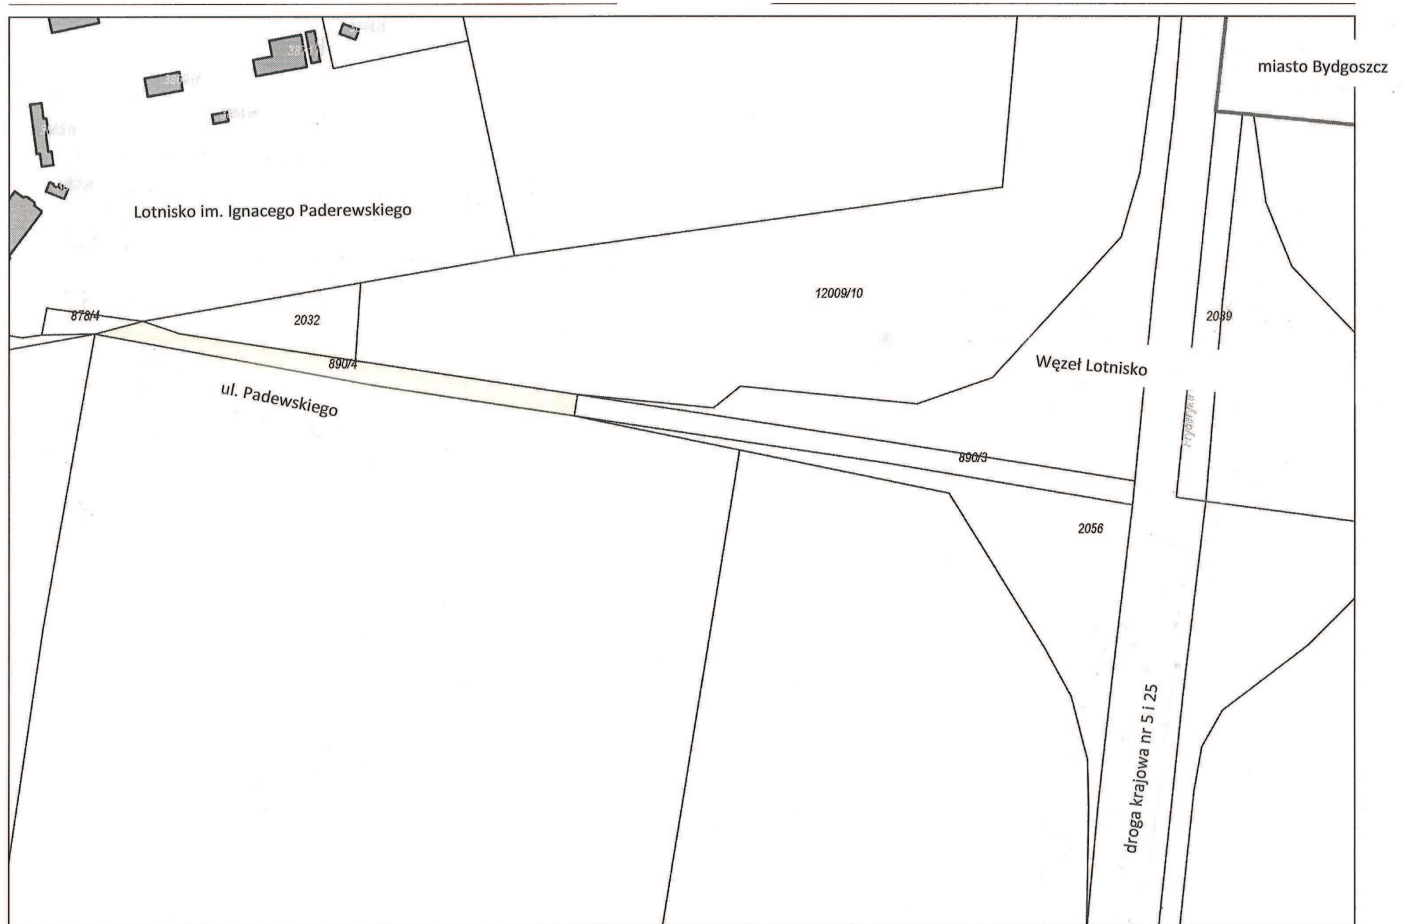 miasto Bydgoszcz
Lotnisko im. Ignacego Paderewskiego
12009/10
878/4
2032
2039
890/4
Węzeł Lotnisko
ul. Padewskiego
Fryderyka
890/3
2056
droga krajowa nr 5 i 25